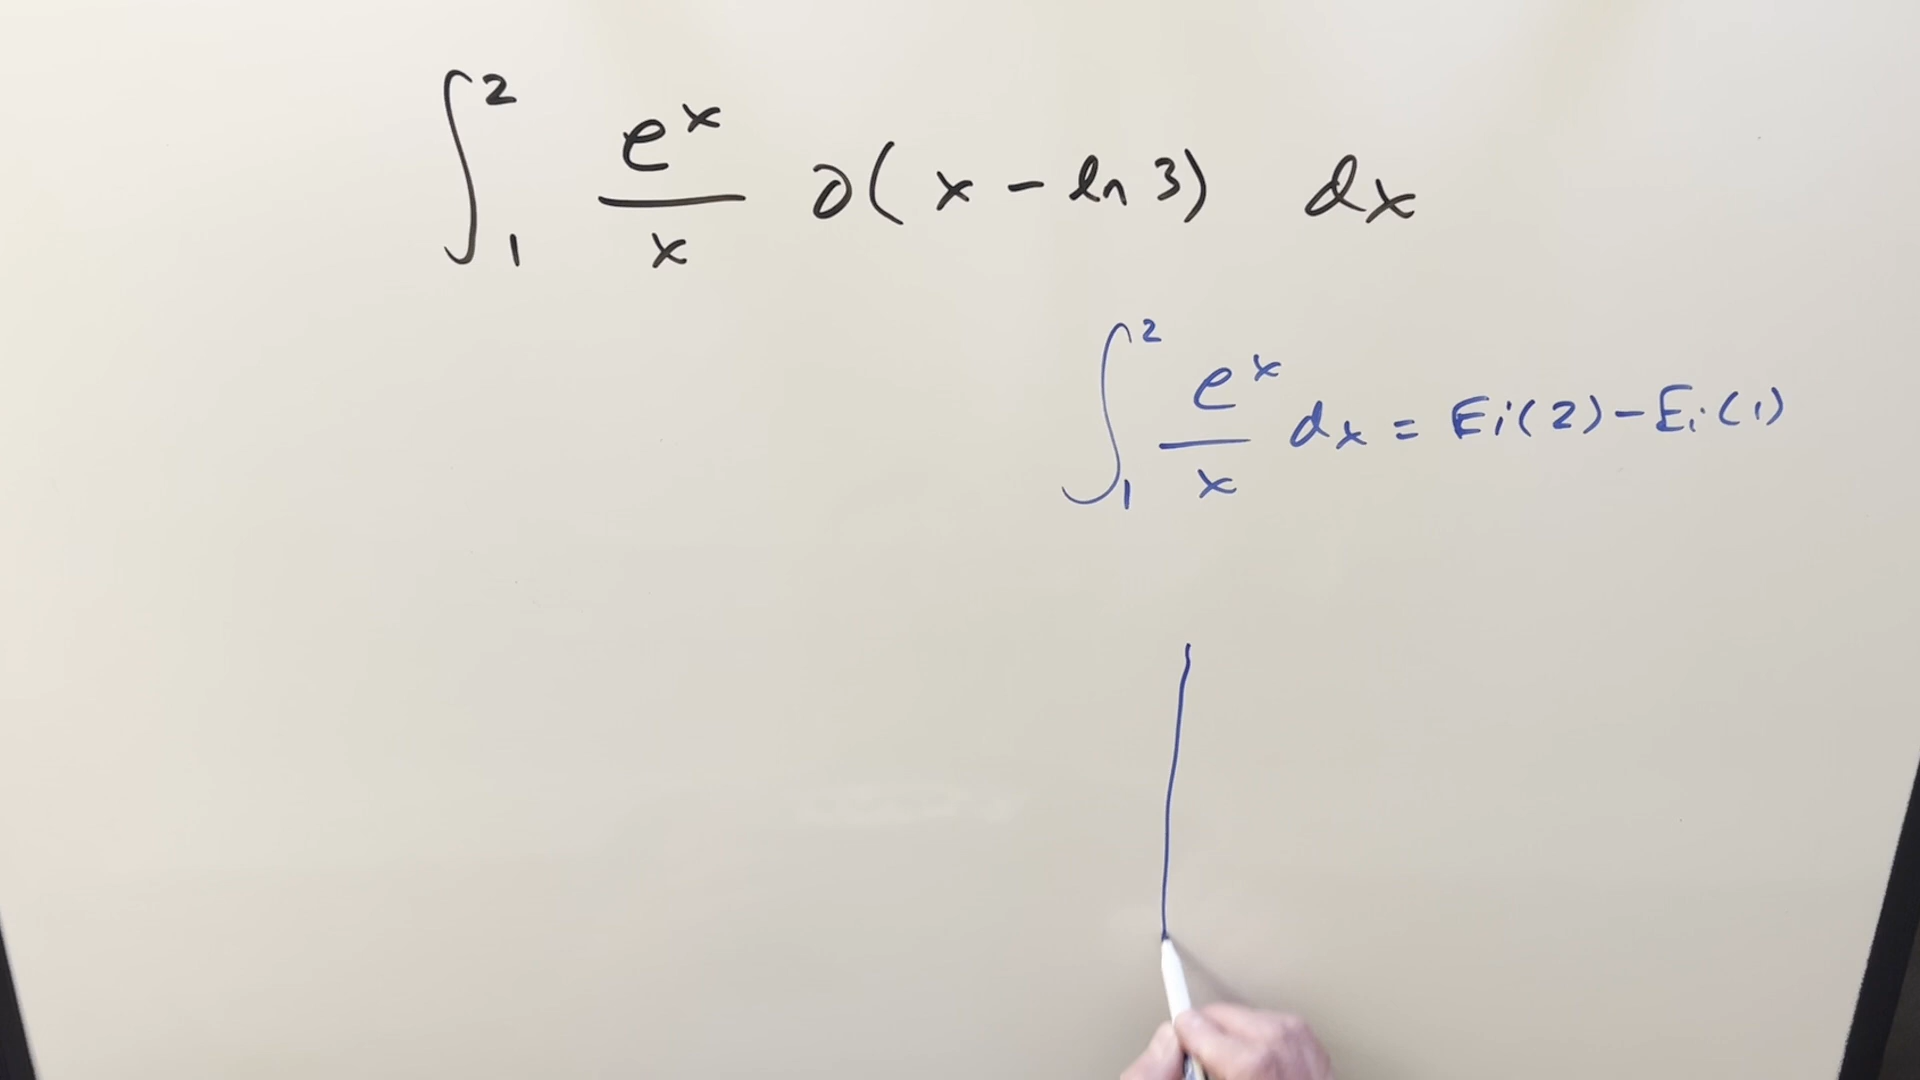 ∫₁² eˣ/x ∂(x − ln 3) dx
∫₁² eˣ/x dx = Ei(2) − Ei(1)